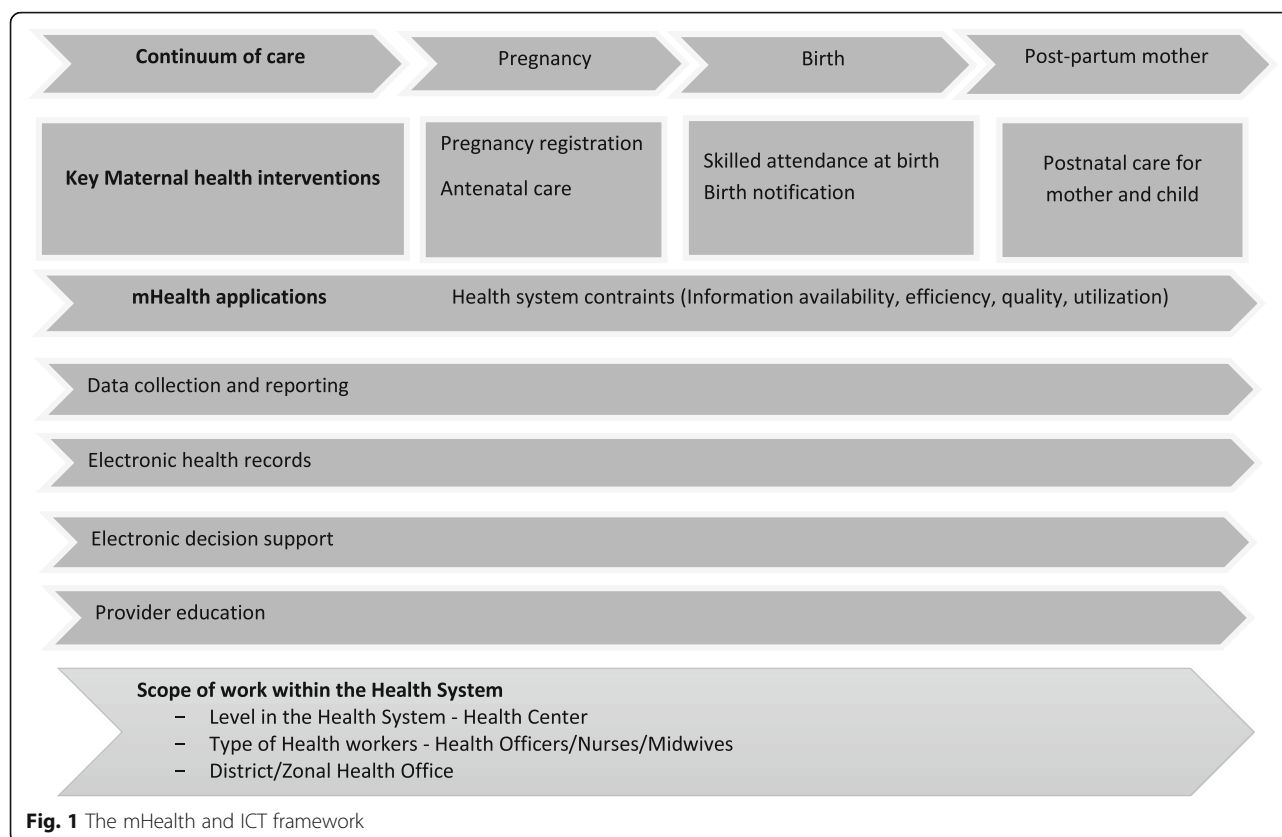 Continuum of care
Pregnancy
Birth
Post-partum mother
Key Maternal health interventions
Pregnancy registration
Antenatal care
Skilled attendance at birth
Birth notification
Postnatal care for
mother and child
mHealth applications
Health system contraints (Information availability, efficiency, quality, utilization)
Data collection and reporting
Electronic health records
Electronic decision support
Provider education
Scope of work within the Health System
– Level in the Health System - Health Center
– Type of Health workers - Health Officers/Nurses/Midwives
– District/Zonal Health Office
Fig. 1 The mHealth and ICT framework